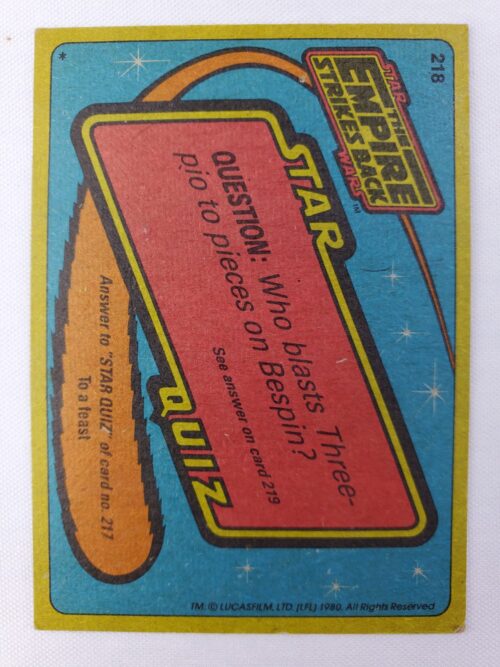 218
STAR
THE
EMPIRE
STRIKES BACK
WARS™
STAR
QUESTION: Who blasts Three-
pio to pieces on Bespin?
See answer on card 219
QUIZ
Answer to "STAR QUIZ" of card no. 217
To a feast
*
TM: © LUCASFILM, LTD. (LFL) 1980. All Rights Reserved